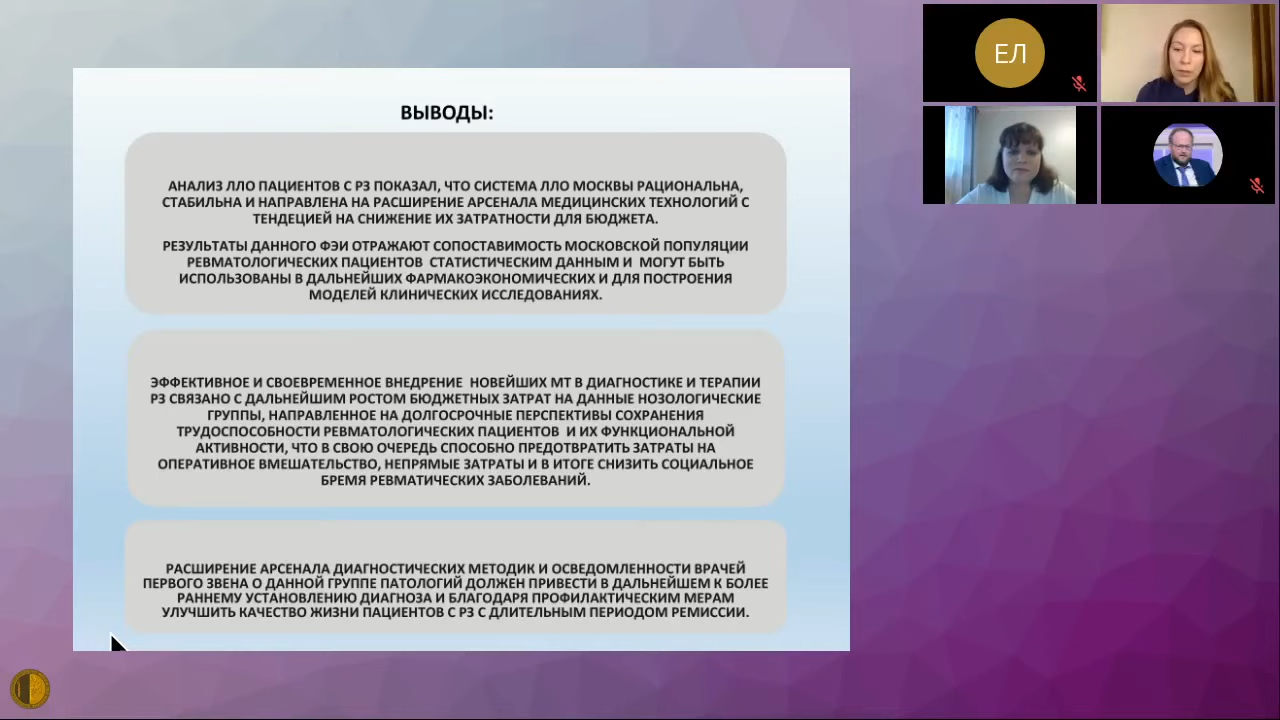 ВЫВОДЫ:
АНАЛИЗ ЛЛО ПАЦИЕНТОВ С РЗ ПОКАЗАЛ, ЧТО СИСТЕМА ЛЛО МОСКВЫ РАЦИОНАЛЬНА,
СТАБИЛЬНА И НАПРАВЛЕНА НА РАСШИРЕНИЕ АРСЕНАЛА МЕДИЦИНСКИХ ТЕХНОЛОГИЙ С
ТЕНДЕЦИЕЙ НА СНИЖЕНИЕ ИХ ЗАТРАТНОСТИ ДЛЯ БЮДЖЕТА.
РЕЗУЛЬТАТЫ ДАННОГО ФЭИ ОТРАЖАЮТ СОПОСТАВИМОСТЬ МОСКОВСКОЙ ПОПУЛЯЦИИ
РЕВМАТОЛОГИЧЕСКИХ ПАЦИЕНТОВ СТАТИСТИЧЕСКИМ ДАННЫМ И МОГУТ БЫТЬ
ИСПОЛЬЗОВАНЫ В ДАЛЬНЕЙШИХ ФАРМАКОЭКОНОМИЧЕСКИХ И ДЛЯ ПОСТРОЕНИЯ
МОДЕЛЕЙ КЛИНИЧЕСКИХ ИССЛЕДОВАНИЯХ.
ЭФФЕКТИВНОЕ И СВОЕВРЕМЕННОЕ ВНЕДРЕНИЕ НОВЕЙШИХ МТ В ДИАГНОСТИКЕ И ТЕРАПИИ
РЗ СВЯЗАНО С ДАЛЬНЕЙШИМ РОСТОМ БЮДЖЕТНЫХ ЗАТРАТ НА ДАННЫЕ НОЗОЛОГИЧЕСКИЕ
ГРУППЫ, НАПРАВЛЕННОЕ НА ДОЛГОСРОЧНЫЕ ПЕРСПЕКТИВЫ СОХРАНЕНИЯ
ТРУДОСПОСОБНОСТИ РЕВМАТОЛОГИЧЕСКИХ ПАЦИЕНТОВ И ИХ ФУНКЦИОНАЛЬНОЙ
АКТИВНОСТИ, ЧТО В СВОЮ ОЧЕРЕДЬ СПОСОБНО ПРЕДОТВРАТИТЬ ЗАТРАТЫ НА
ОПЕРАТИВНОЕ ВМЕШАТЕЛЬСТВО, НЕПРЯМЫЕ ЗАТРАТЫ И В ИТОГЕ СНИЗИТЬ СОЦИАЛЬНОЕ
БРЕМЯ РЕВМАТИЧЕСКИХ ЗАБОЛЕВАНИЙ.
РАСШИРЕНИЕ АРСЕНАЛА ДИАГНОСТИЧЕСКИХ МЕТОДИК И ОСВЕДОМЛЕННОСТИ ВРАЧЕЙ
ПЕРВОГО ЗВЕНА О ДАННОЙ ГРУППЕ ПАТОЛОГИЙ ДОЛЖЕН ПРИВЕСТИ В ДАЛЬНЕЙШЕМ К БОЛЕЕ
РАННЕМУ УСТАНОВЛЕНИЮ ДИАГНОЗА И БЛАГОДАРЯ ПРОФИЛАКТИЧЕСКИМ МЕРАМ
УЛУЧШИТЬ КАЧЕСТВО ЖИЗНИ ПАЦИЕНТОВ С РЗ С ДЛИТЕЛЬНЫМ ПЕРИОДОМ РЕМИССИИ.
ЕЛ